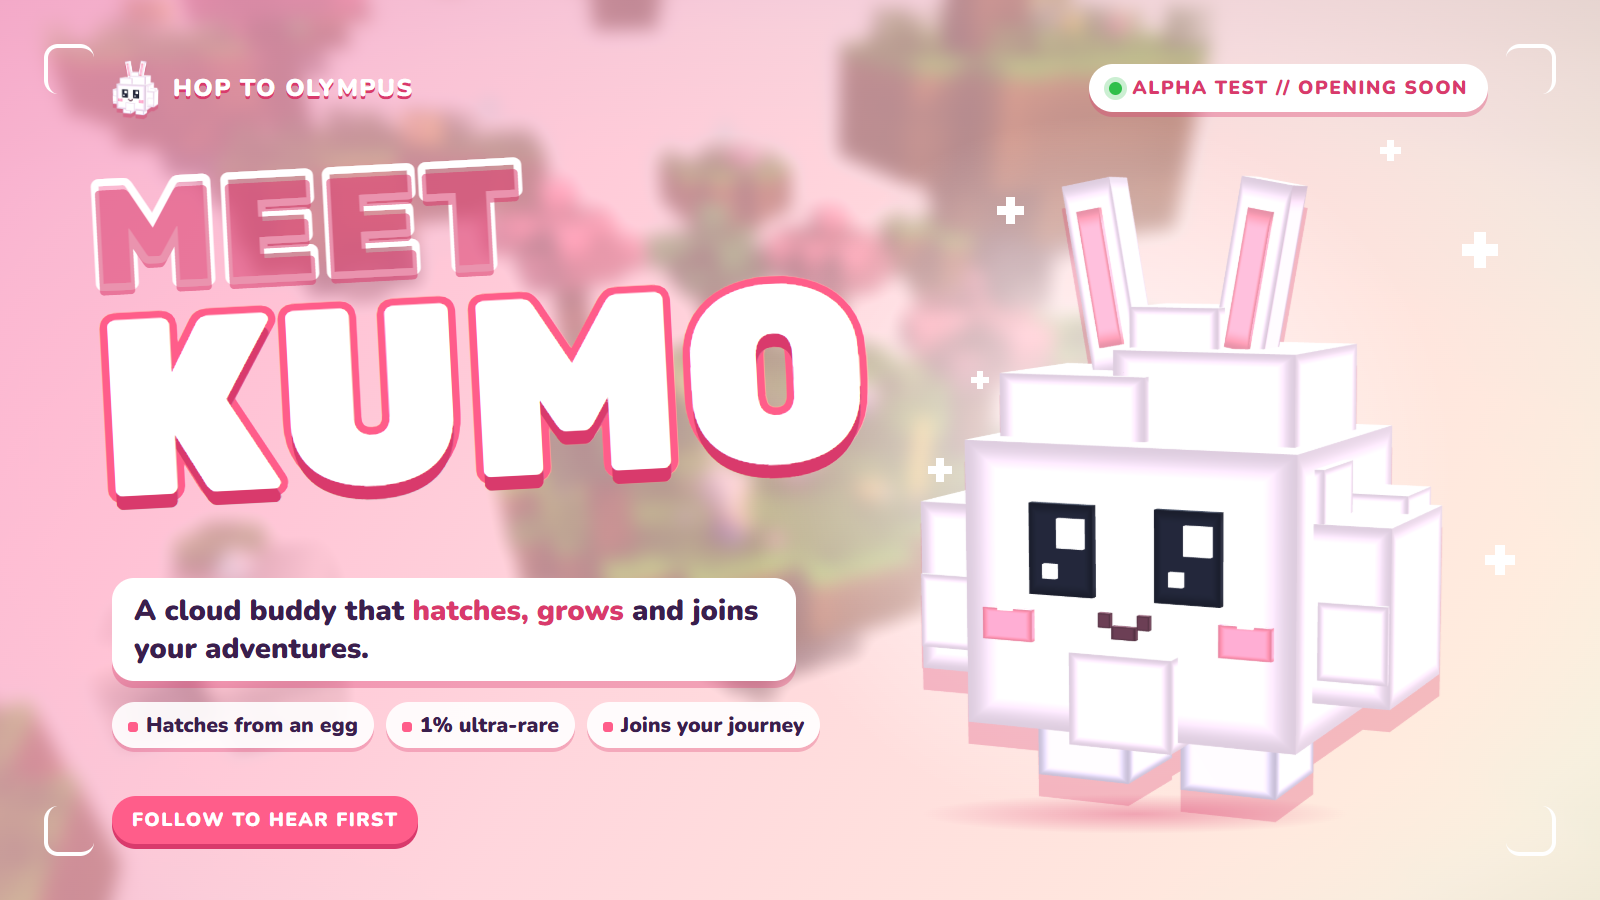 HOP TO OLYMPUS
ALPHA TEST // OPENING SOON
MEET
KUMO
A cloud buddy that hatches, grows and joins
your adventures.
Hatches from an egg
1% ultra-rare
Joins your journey
FOLLOW TO HEAR FIRST